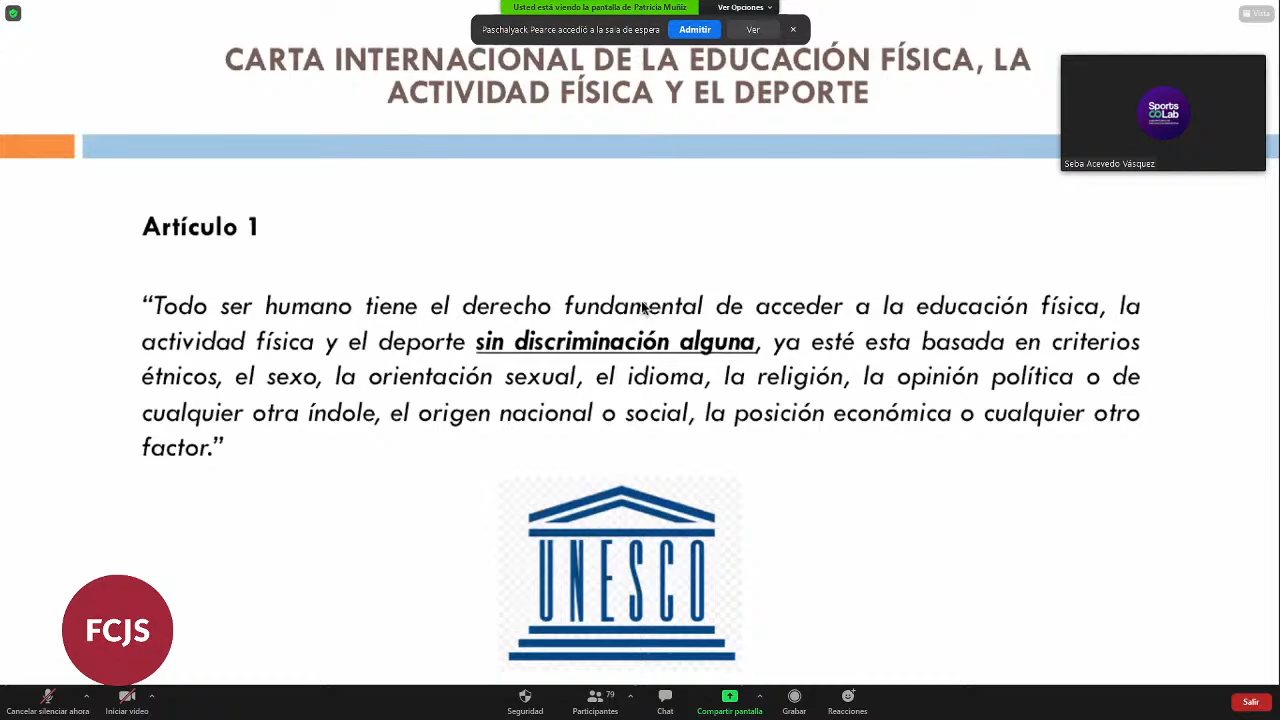 Usted está viendo la pantalla de Patricia Muñiz
Ver Opciones
Vista
Paschalyack Pearce accedió a la sala de espera
Admitir
Ver
CARTA INTERNACIONAL DE LA EDUCACIÓN FÍSICA, LA
ACTIVIDAD FÍSICA Y EL DEPORTE
Sports
COLab
Seba Acevedo Vásquez
Artículo 1
“Todo ser humano tiene el derecho fundamental de acceder a la educación física, la
actividad física y el deporte sin discriminación alguna, ya esté esta basada en criterios
étnicos, el sexo, la orientación sexual, el idioma, la religión, la opinión política o de
cualquier otra índole, el origen nacional o social, la posición económica o cualquier otro
factor.”
UNESCO
FCJS
Cancelar silenciar ahora
Iniciar video
Seguridad
Participantes
79
Chat
Compartir pantalla
Grabar
Reacciones
Salir